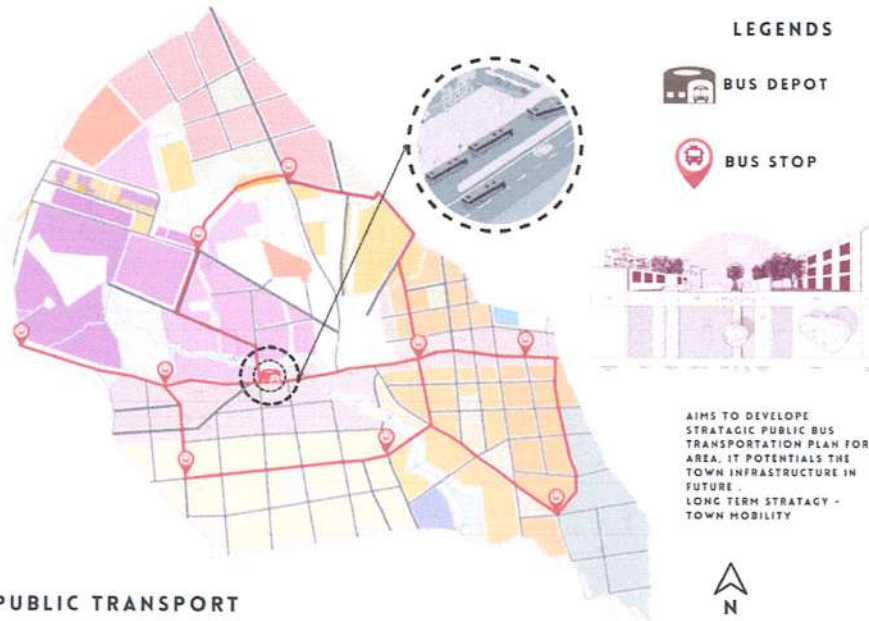 LEGENDS
BUS DEPOT
BUS STOP
AIMS TO DEVELOPE
STRATAGIC PUBLIC BUS
TRANSPORTATION PLAN FOR
AREA, IT POTENTIALS THE
TOWN INFRASTRUCTURE IN
FUTURE .
LONG TERM STRATAGY -
TOWN MOBILITY
N
PUBLIC TRANSPORT